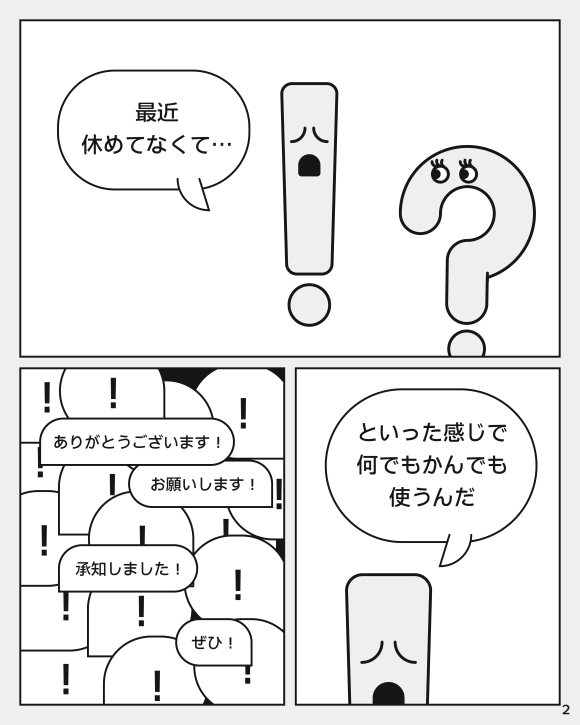 最近
休めてなくて…
!
!
!
ありがとうございます！
!
!
お願いします！
!
!
!
!
!
承知しました！
!
!
ぜひ！
!
!
!
といった感じで
何でもかんでも
使うんだ
2